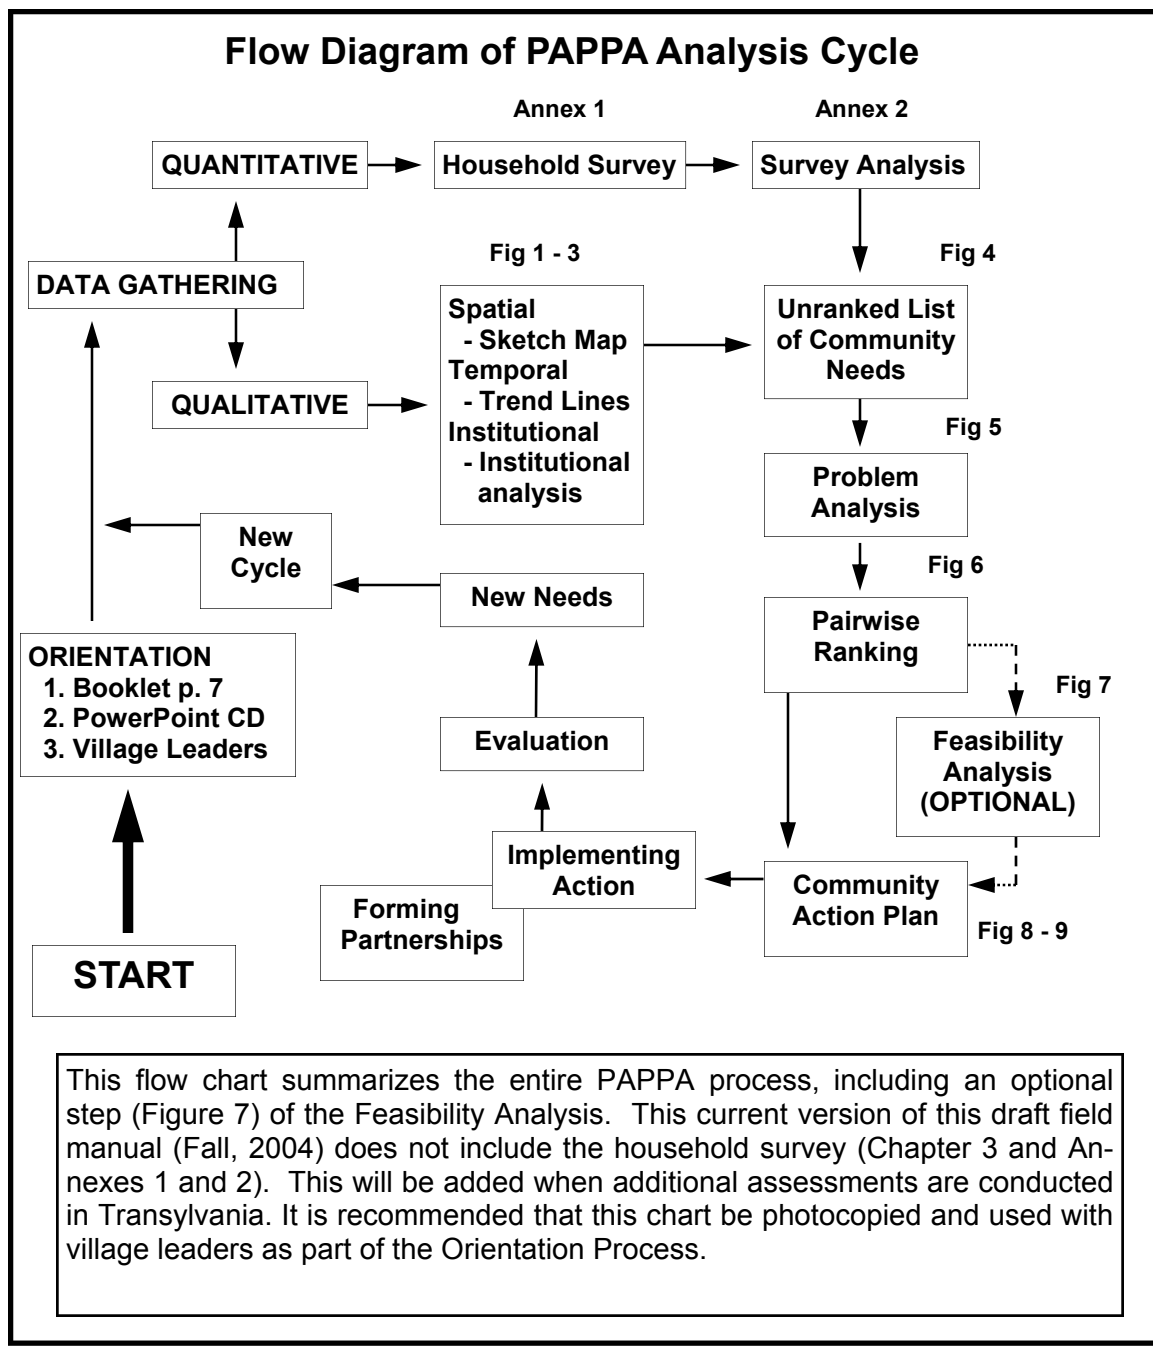 Flow Diagram of PAPPA Analysis Cycle
Annex 1
Annex 2
QUANTITATIVE
Household Survey
Survey Analysis
Fig 1 - 3
Fig 4
DATA GATHERING
Spatial
- Sketch Map
Temporal
- Trend Lines
Institutional
- Institutional
analysis
Unranked List
of Community
Needs
QUALITATIVE
Fig 5
Problem
Analysis
New
Cycle
Fig 6
New Needs
Pairwise
Ranking
ORIENTATION
1. Booklet p. 7
2. PowerPoint CD
3. Village Leaders
Fig 7
Evaluation
Feasibility
Analysis
(OPTIONAL)
Implementing
Action
Community
Action Plan
Forming
Partnerships
Fig 8 - 9
START
This flow chart summarizes the entire PAPPA process, including an optional
step (Figure 7) of the Feasibility Analysis.  This current version of this draft field
manual (Fall, 2004) does not include the household survey (Chapter 3 and An-
nexes 1 and 2).  This will be added when additional assessments are conducted
in Transylvania. It is recommended that this chart be photocopied and used with
village leaders as part of the Orientation Process.